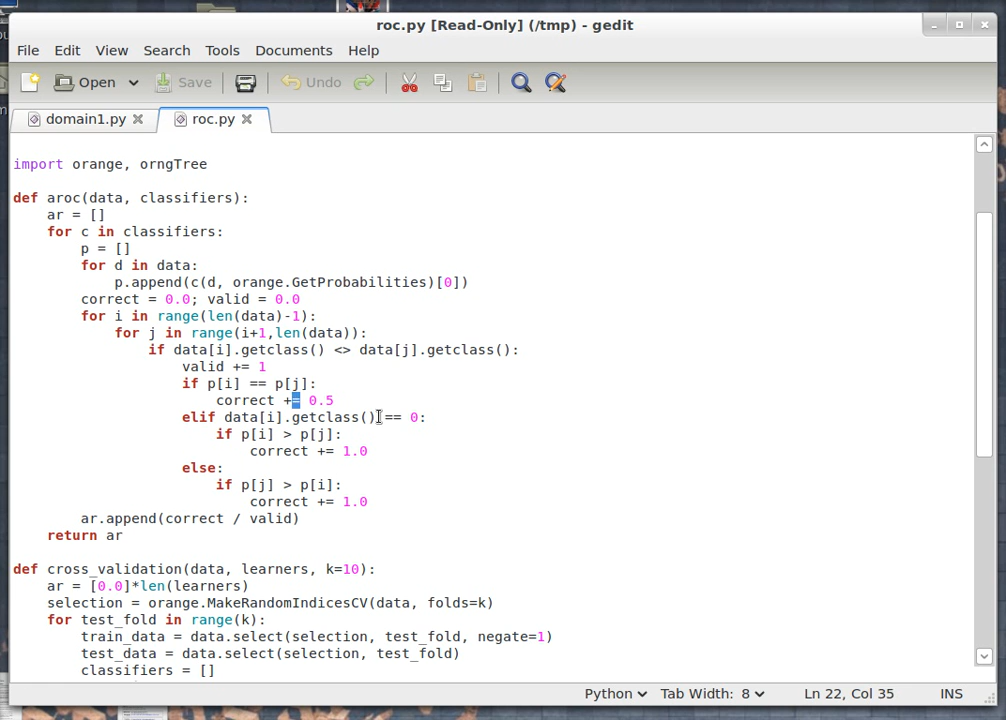 roc.py [Read-Only] (/tmp) - gedit
File Edit View Search Tools Documents Help
Open Save Undo
domain1.py roc.py
import orange, orngTree
def aroc(data, classifiers):
    ar = []
    for c in classifiers:
        p = []
        for d in data:
            p.append(c(d, orange.GetProbabilities)[0])
        correct = 0.0; valid = 0.0
        for i in range(len(data)-1):
            for j in range(i+1,len(data)):
                if data[i].getclass() <> data[j].getclass():
                    valid += 1
                    if p[i] == p[j]:
                        correct += 0.5
                    elif data[i].getclass() == 0:
                        if p[i] > p[j]:
                            correct += 1.0
                    else:
                        if p[j] > p[i]:
                            correct += 1.0
        ar.append(correct / valid)
    return ar
def cross_validation(data, learners, k=10):
    ar = [0.0]*len(learners)
    selection = orange.MakeRandomIndicesCV(data, folds=k)
    for test_fold in range(k):
        train_data = data.select(selection, test_fold, negate=1)
        test_data = data.select(selection, test_fold)
        classifiers = []
Python Tab Width: 8 Ln 22, Col 35 INS